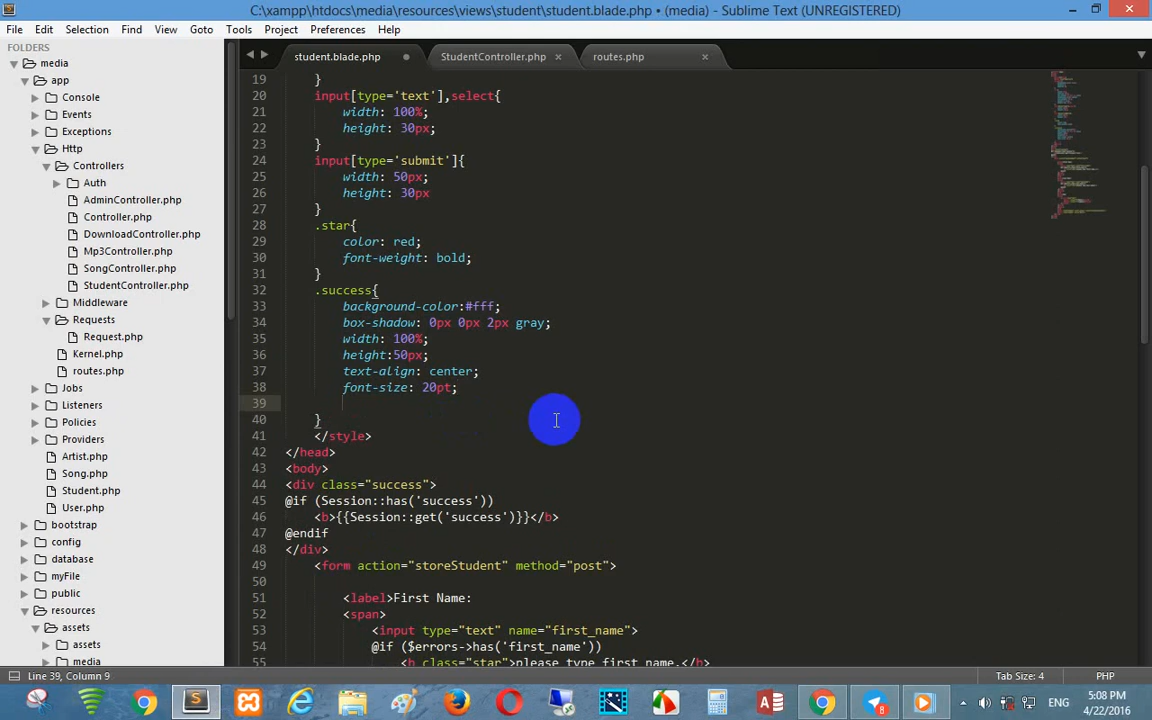 C:\xampp\htdocs\media\resources\views\student\student.blade.php • (media) - Sublime Text (UNREGISTERED)
File Edit Selection Find View Goto Tools Project Preferences Help
FOLDERS
media
app
Console
Events
Exceptions
Http
Controllers
Auth
AdminController.php
Controller.php
DownloadController.php
Mp3Controller.php
SongController.php
StudentController.php
Middleware
Requests
Request.php
Kernel.php
routes.php
Jobs
Listeners
Policies
Providers
Artist.php
Song.php
Student.php
User.php
bootstrap
config
database
myFile
public
resources
assets
assets
media
student.blade.php StudentController.php routes.php
19 }
20 input[type='text'],select{
21 width: 100%;
22 height: 30px;
23 }
24 input[type='submit']{
25 width: 50px;
26 height: 30px
27 }
28 .star{
29 color: red;
30 font-weight: bold;
31 }
32 .success{
33 background-color:#fff;
34 box-shadow: 0px 0px 2px gray;
35 width: 100%;
36 height:50px;
37 text-align: center;
38 font-size: 20pt;
39
40 }
41 </style>
42 </head>
43 <body>
44 <div class="success">
45 @if (Session::has('success'))
46 <b>{{Session::get('success')}}</b>
47 @endif
48 </div>
49 <form action="storeStudent" method="post">
50
51 <label>First Name:
52 <span>
53 <input type="text" name="first_name">
54 @if ($errors->has('first_name'))
55 <b class="star">please type first name.</b>
Line 39, Column 9
Tab Size: 4 PHP
ENG
5:08 PM
4/22/2016
8